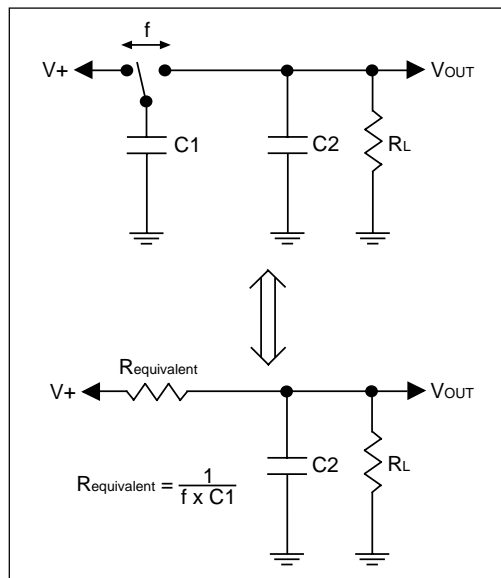 f
V+ VOUT
C1 C2 RL
Requivalent
V+ VOUT
C2 RL
Requivalent = 1
f x C1